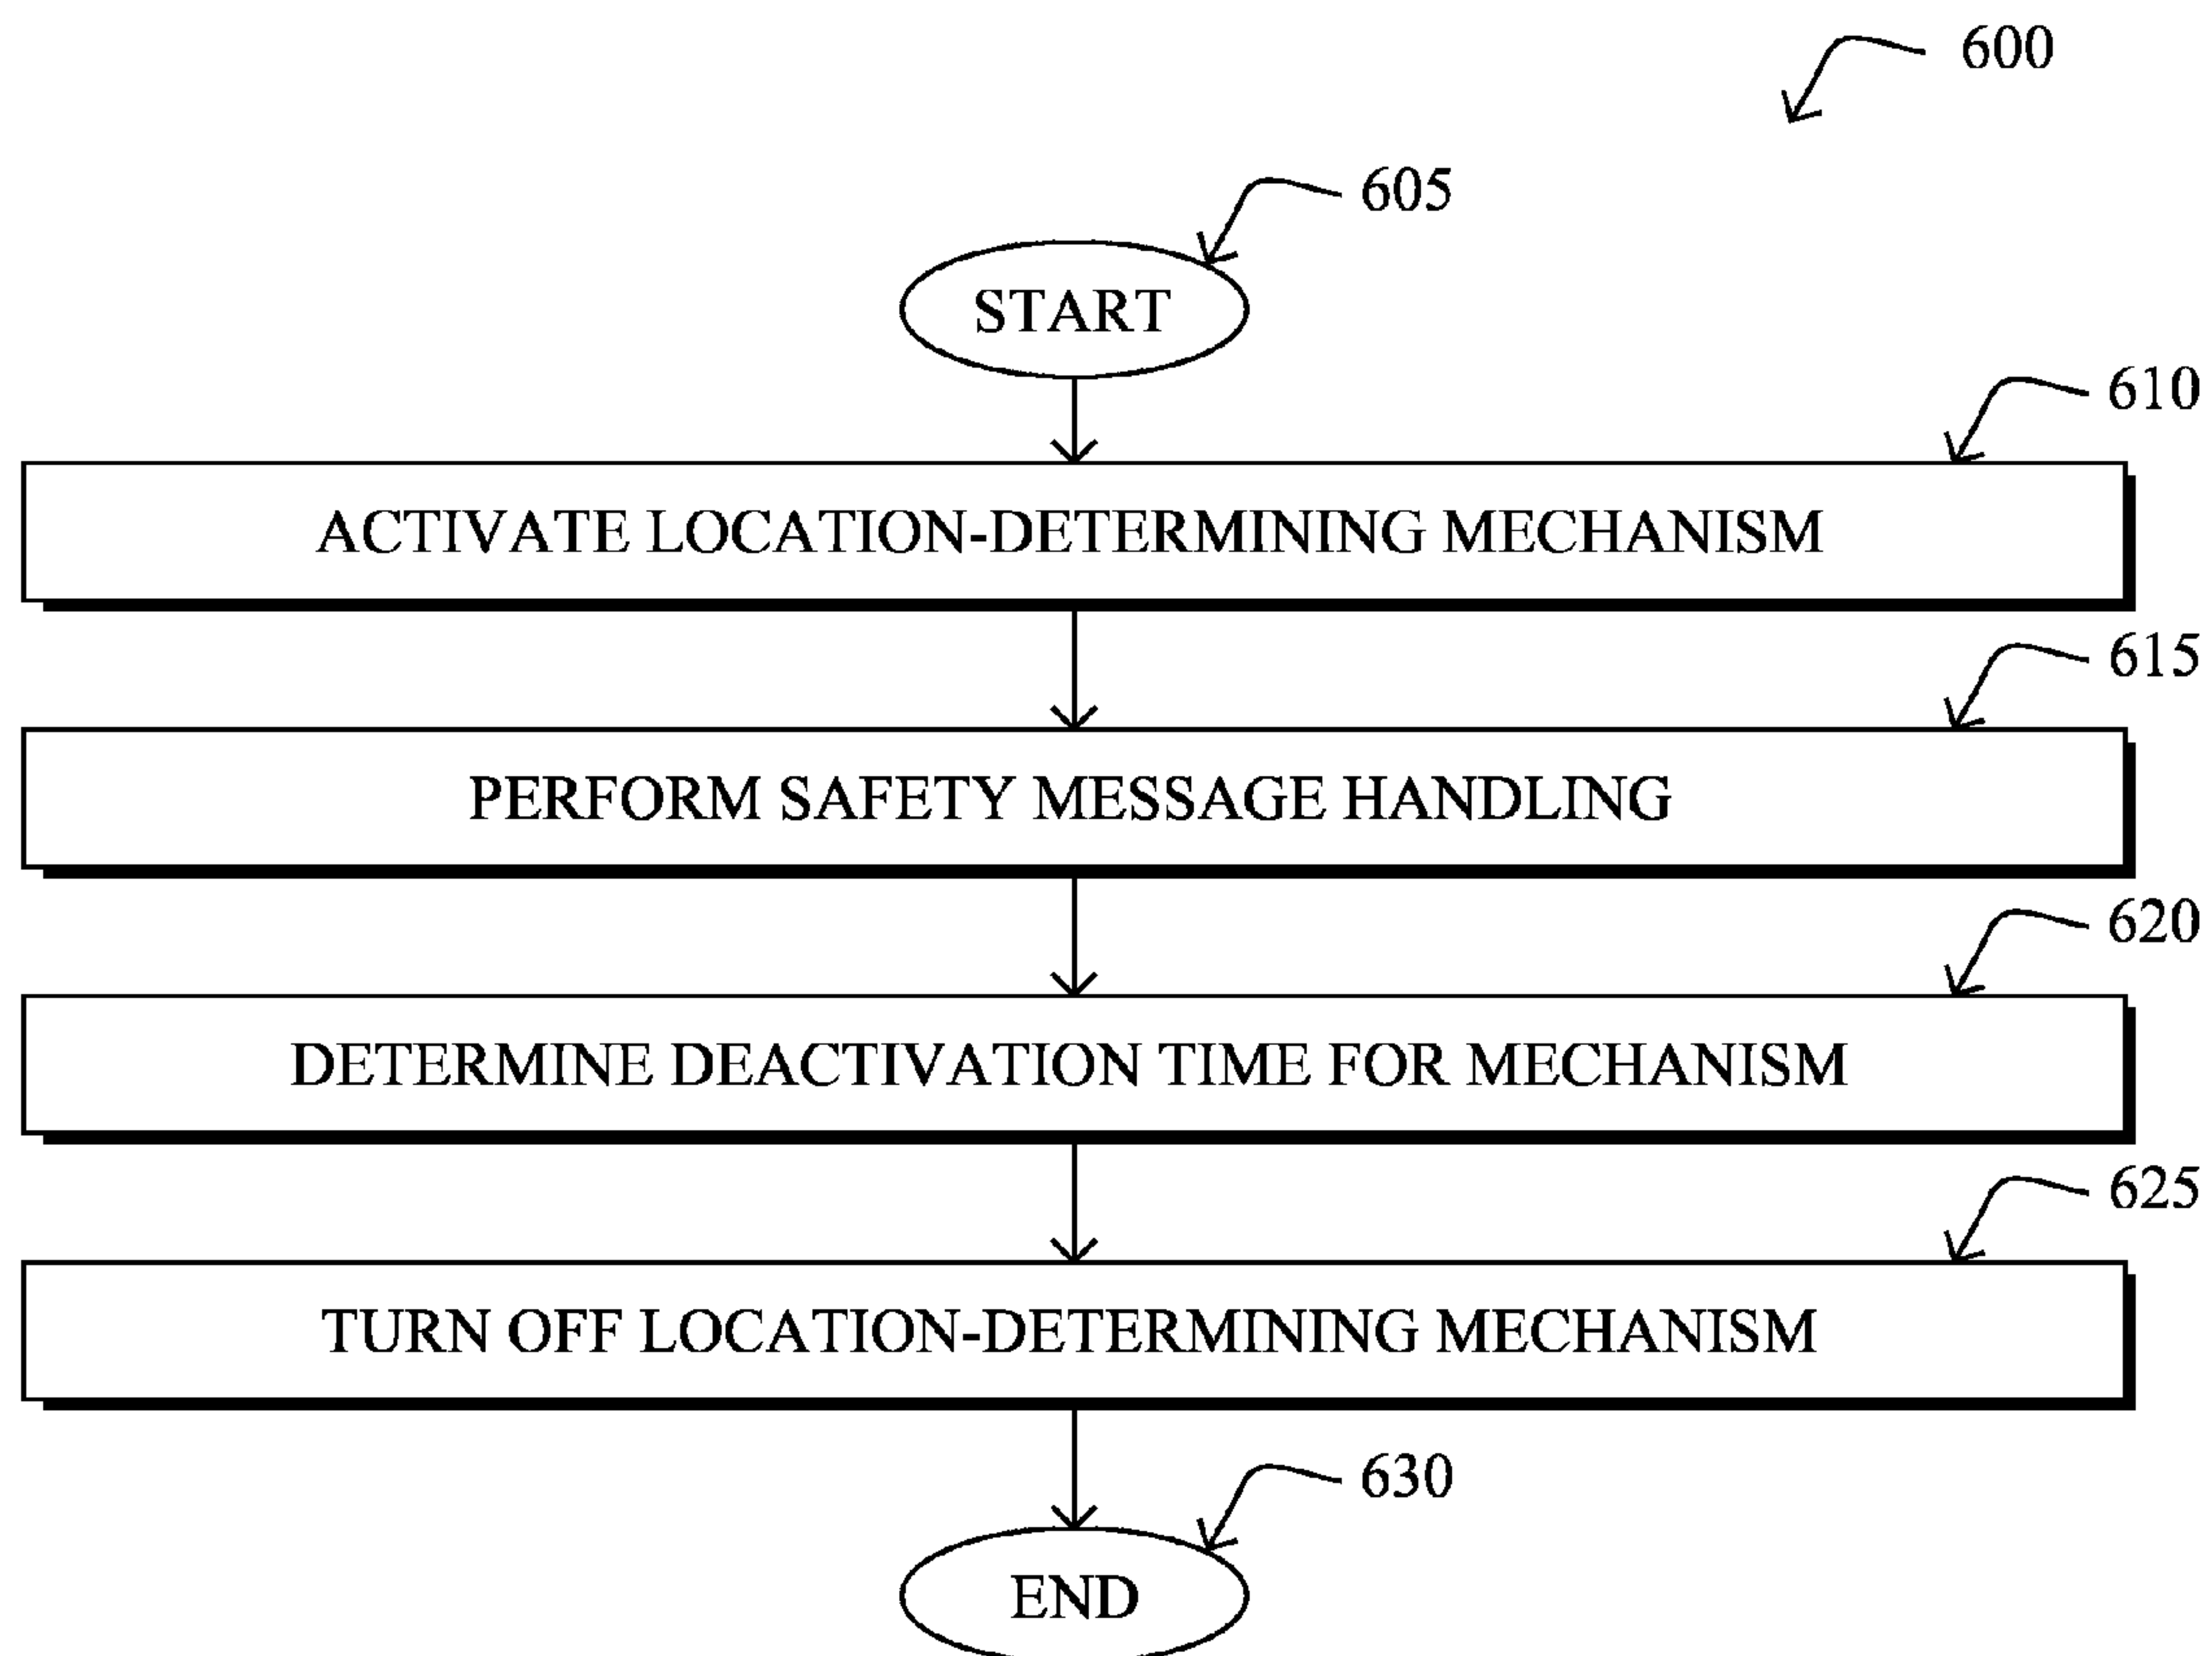 600
605
START
610
ACTIVATE LOCATION-DETERMINING MECHANISM
615
PERFORM SAFETY MESSAGE HANDLING
620
DETERMINE DEACTIVATION TIME FOR MECHANISM
625
TURN OFF LOCATION-DETERMINING MECHANISM
630
END